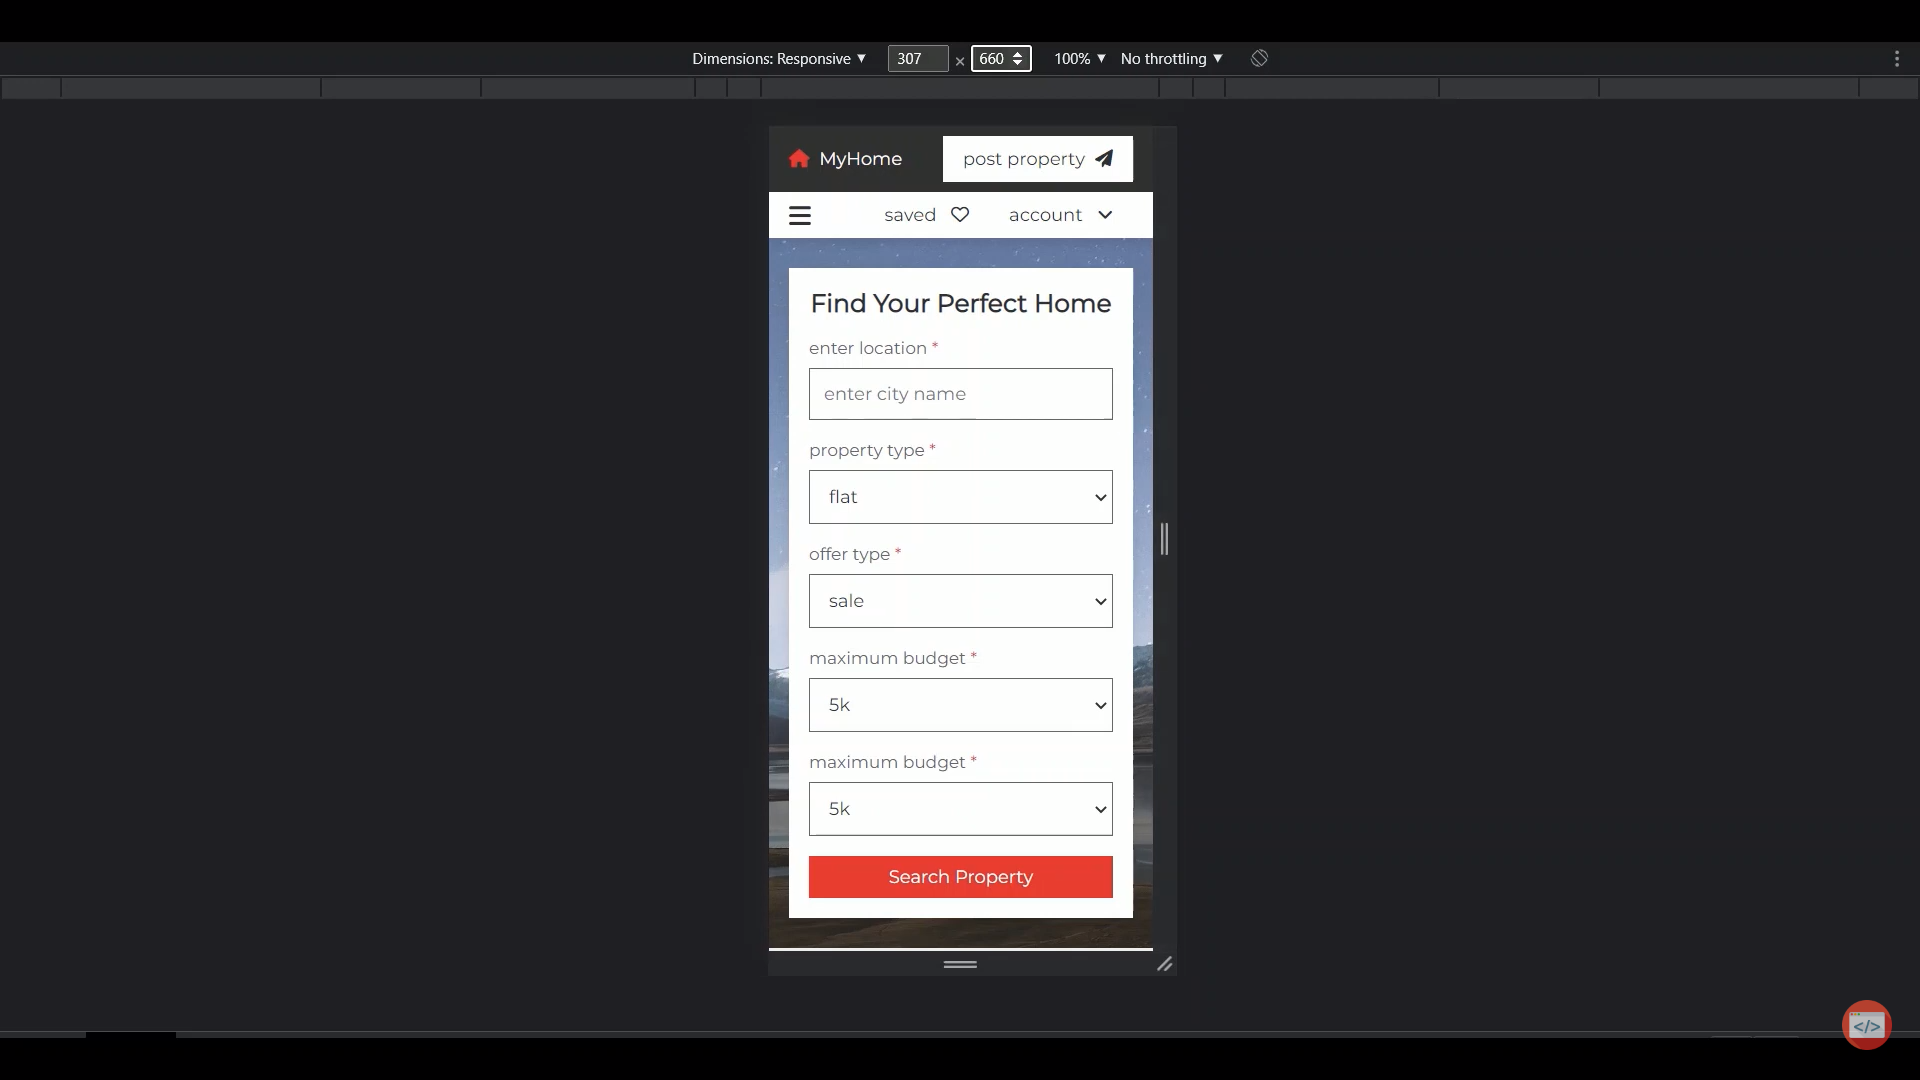 Dimensions: Responsive ▼ 307 × 660 100% ▼ No throttling ▼
MyHome post property
saved account
Find Your Perfect Home
enter location *
enter city name
property type *
flat
offer type *
sale
maximum budget *
5k
maximum budget *
5k
Search Property
</>